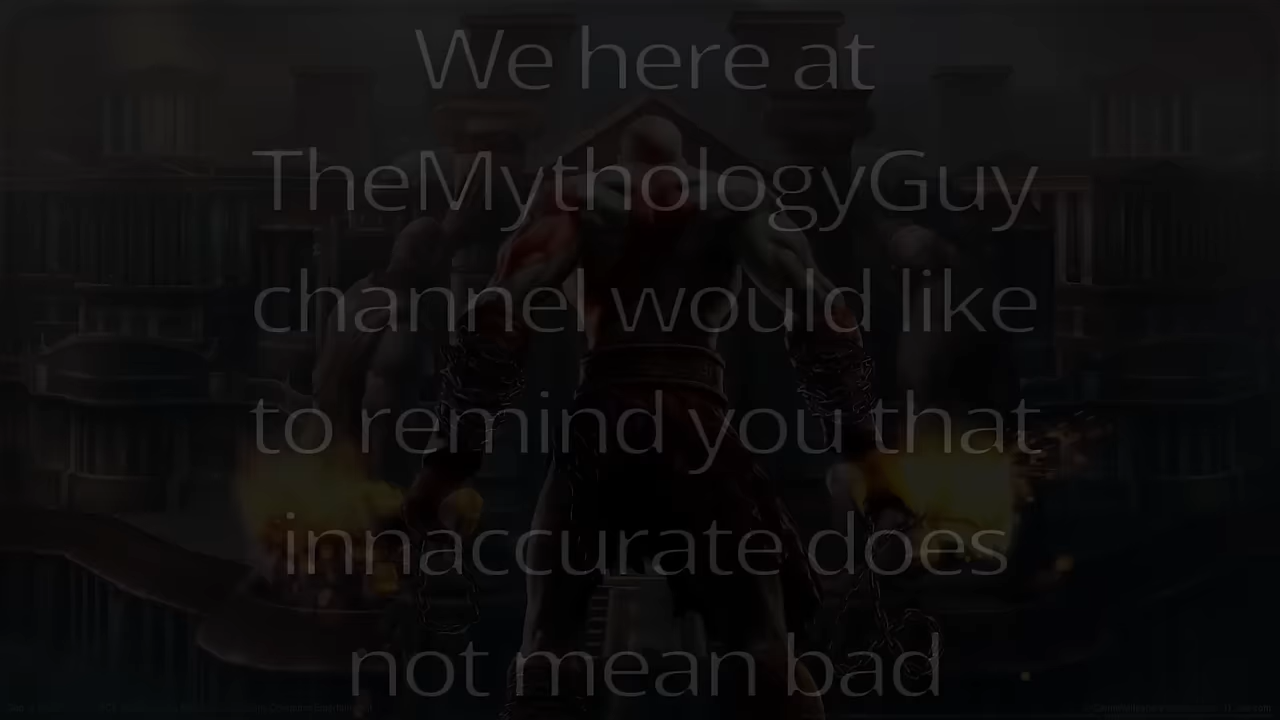 We here at
TheMythologyGuy
channel would like
to remind you that
innaccurate does
not mean bad